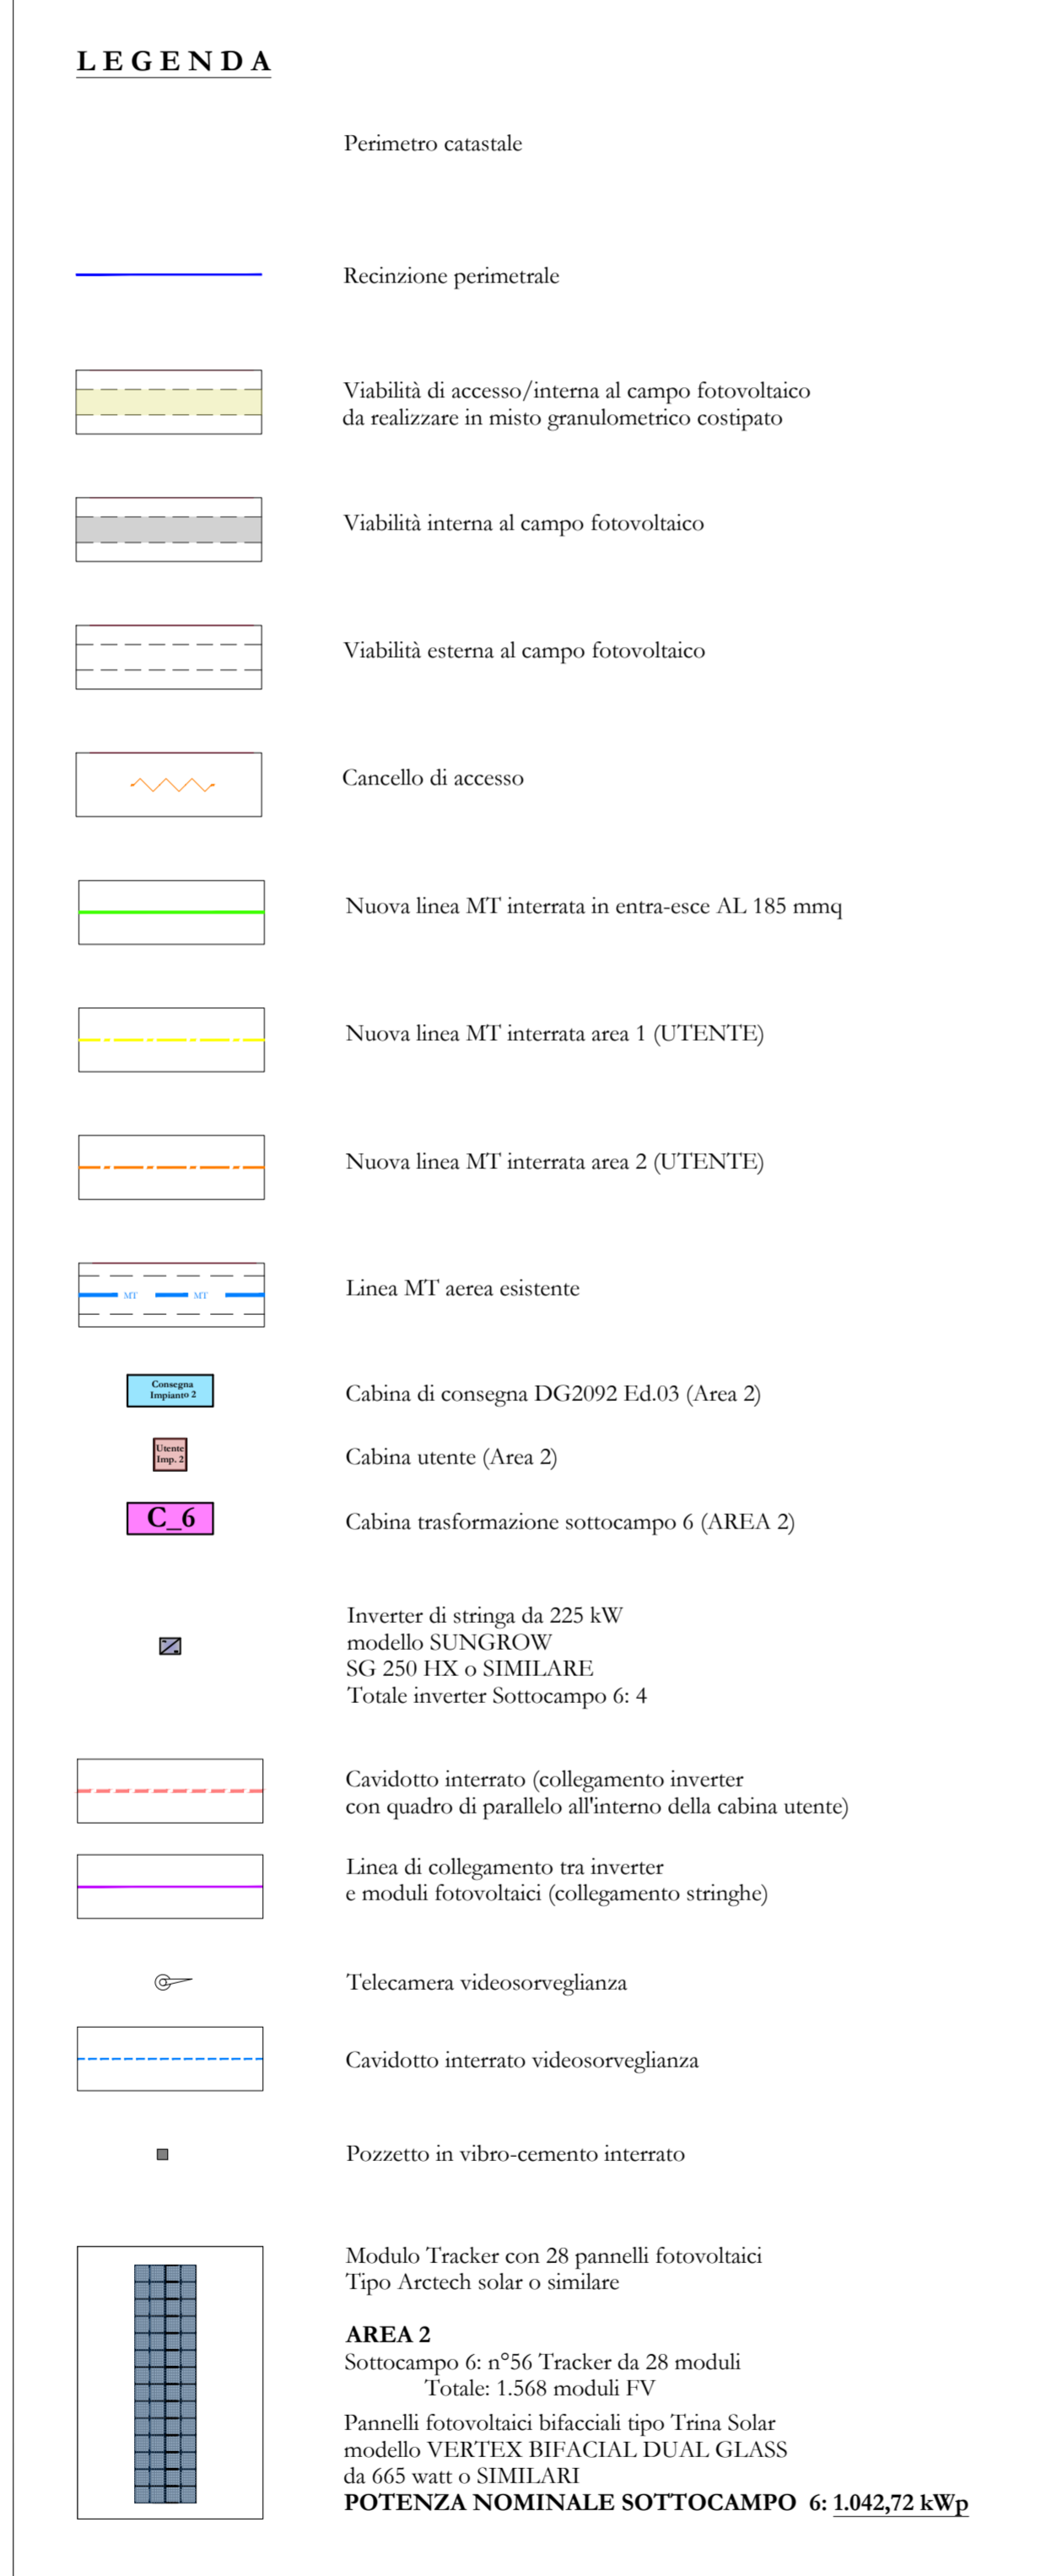 LEGENDA
Perimetro catastale
Recinzione perimetrale
Viabilità di accesso/interna al campo fotovoltaico
da realizzare in misto granulometrico costipato
Viabilità interna al campo fotovoltaico
Viabilità esterna al campo fotovoltaico
Cancello di accesso
Nuova linea MT interrata in entra-esce AL 185 mmq
Nuova linea MT interrata area 1 (UTENTE)
Nuova linea MT interrata area 2 (UTENTE)
MT MT
Linea MT aerea esistente
Consegna
Impianto 2
Cabina di consegna DG2092 Ed.03 (Area 2)
Utente
Imp. 2
Cabina utente (Area 2)
C_6
Cabina trasformazione sottocampo 6 (AREA 2)
Inverter di stringa da 225 kW
modello SUNGROW
SG 250 HX o SIMILARE
Totale inverter Sottocampo 6: 4
Cavidotto interrato (collegamento inverter
con quadro di parallelo all'interno della cabina utente)
Linea di collegamento tra inverter
e moduli fotovoltaici (collegamento stringhe)
Telecamera videosorveglianza
Cavidotto interrato videosorveglianza
Pozzetto in vibro-cemento interrato
Modulo Tracker con 28 pannelli fotovoltaici
Tipo Arctech solar o similare
AREA 2
Sottocampo 6: n°56 Tracker da 28 moduli
Totale: 1.568 moduli FV
Pannelli fotovoltaici bifacciali tipo Trina Solar
modello VERTEX BIFACIAL DUAL GLASS
da 665 watt o SIMILARI
POTENZA NOMINALE SOTTOCAMPO 6: 1.042,72 kWp